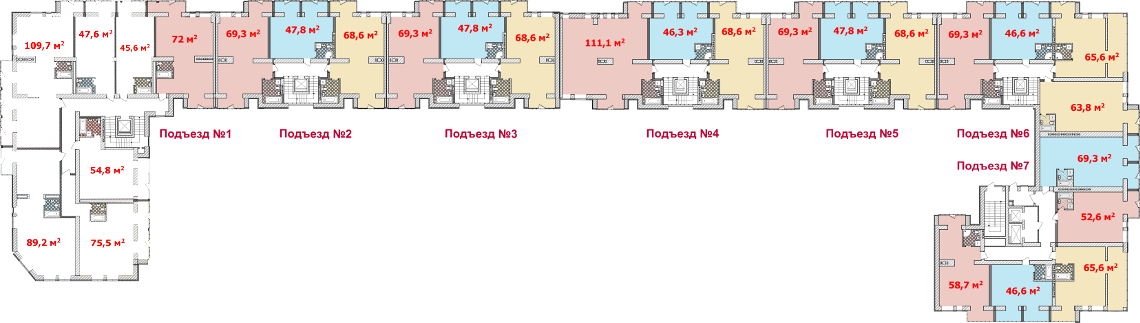 109,7 м²
47,6 м²
45,6 м²
72 м²
69,3 м²
47,8 м²
68,6 м²
69,3 м²
47,8 м²
68,6 м²
111,1 м²
46,3 м²
68,6 м²
69,3 м²
47,8 м²
68,6 м²
69,3 м²
46,6 м²
65,6 м²
63,8 м²
Подъезд №1
Подъезд №2
Подъезд №3
Подъезд №4
Подъезд №5
Подъезд №6
Подъезд №7
69,3 м²
54,8 м²
52,6 м²
89,2 м²
75,5 м²
65,6 м²
58,7 м²
46,6 м²